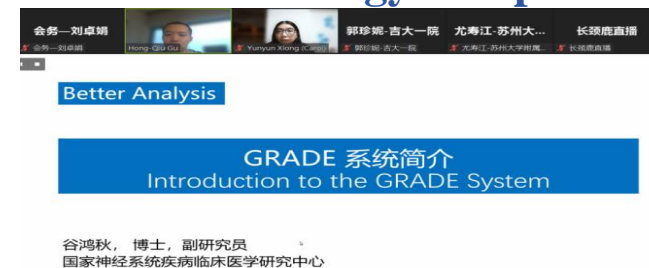 会务—刘卓娟
郭珍妮-吉大一院
尤寿江-苏州大...
长颈鹿直播
会务—刘卓娟
Hong-Qiu Gu
Yunyun Xiong (Caro
郭珍妮-吉大一院
尤寿江-苏州大学附属...
长颈鹿直播
Better Analysis
GRADE 系统简介
Introduction to the GRADE System
谷鸿秋， 博士，副研究员
国家神经系统疾病临床医学研究中心